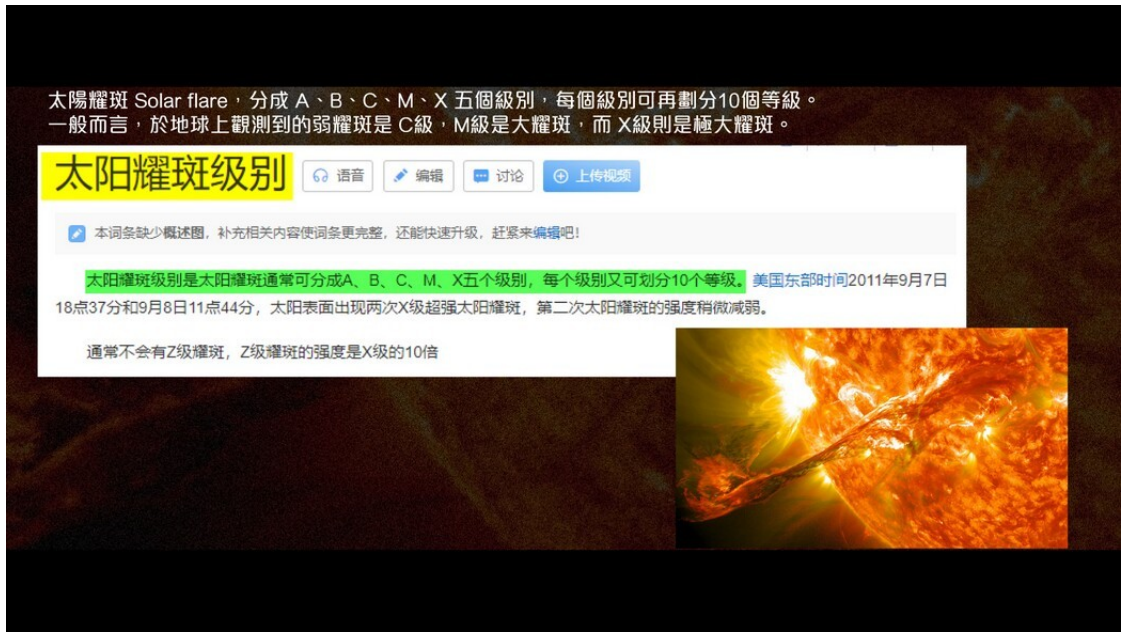 太陽耀斑 Solar flare，分成 A、B、C、M、X 五個級別，每個級別可再劃分10個等級。
一般而言，於地球上觀測到的弱耀斑是 C級，M級是大耀斑，而 X級則是極大耀斑。
太阳耀斑级别 语音 编辑 讨论 上传视频
本词条缺少概述图，补充相关内容使词条更完整，还能快速升级，赶紧来编辑吧！
太阳耀斑级别是太阳耀斑通常可分成A、B、C、M、X五个级别，每个级别又可划分10个等级。美国东部时间2011年9月7日
18点37分和9月8日11点44分，太阳表面出现两次X级超强太阳耀斑，第二次太阳耀斑的强度稍微减弱。
通常不会有Z级耀斑，Z级耀斑的强度是X级的10倍